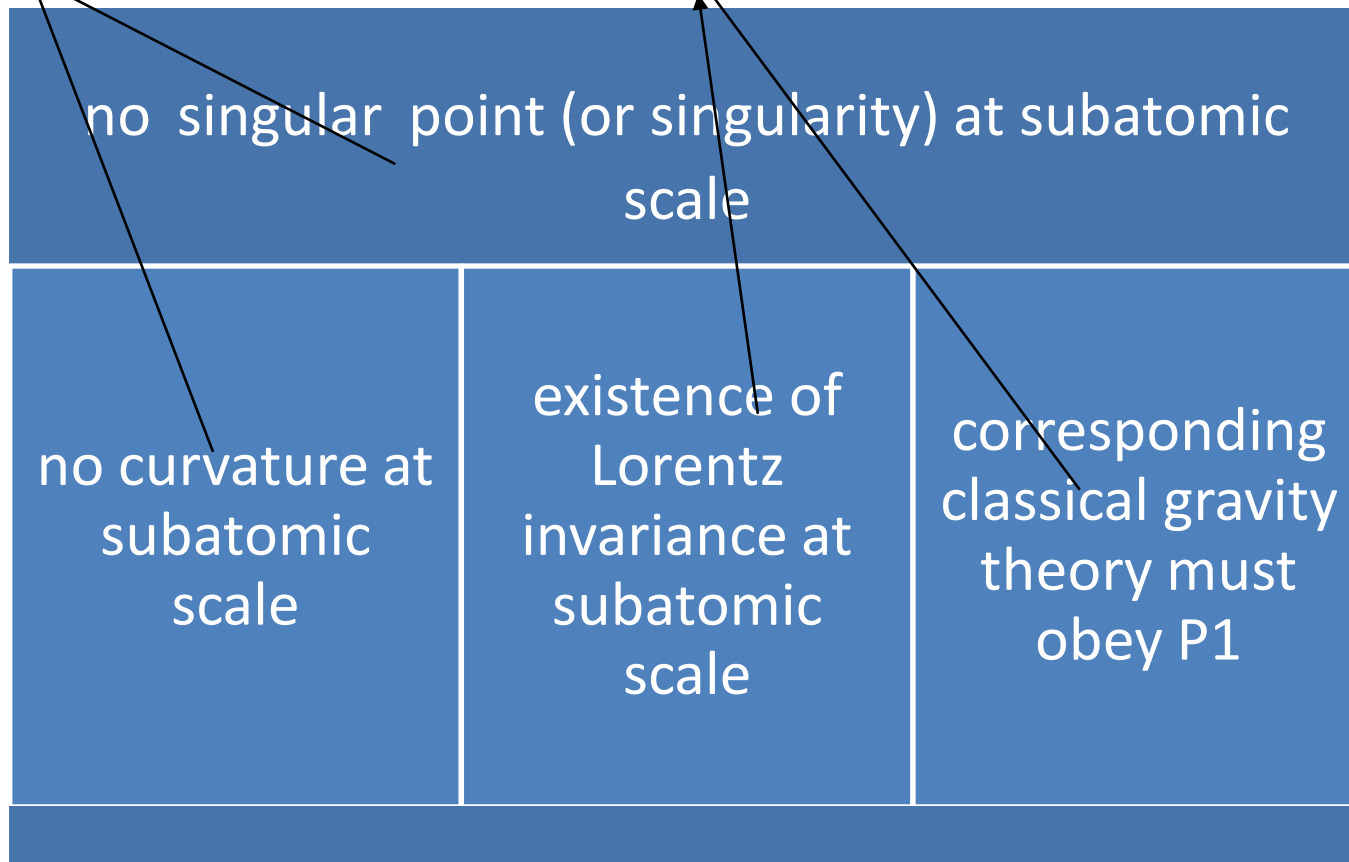 no singular point (or singularity) at subatomic
scale
no curvature at
subatomic
scale
existence of
Lorentz
invariance at
subatomic
scale
corresponding
classical gravity
theory must
obey P1